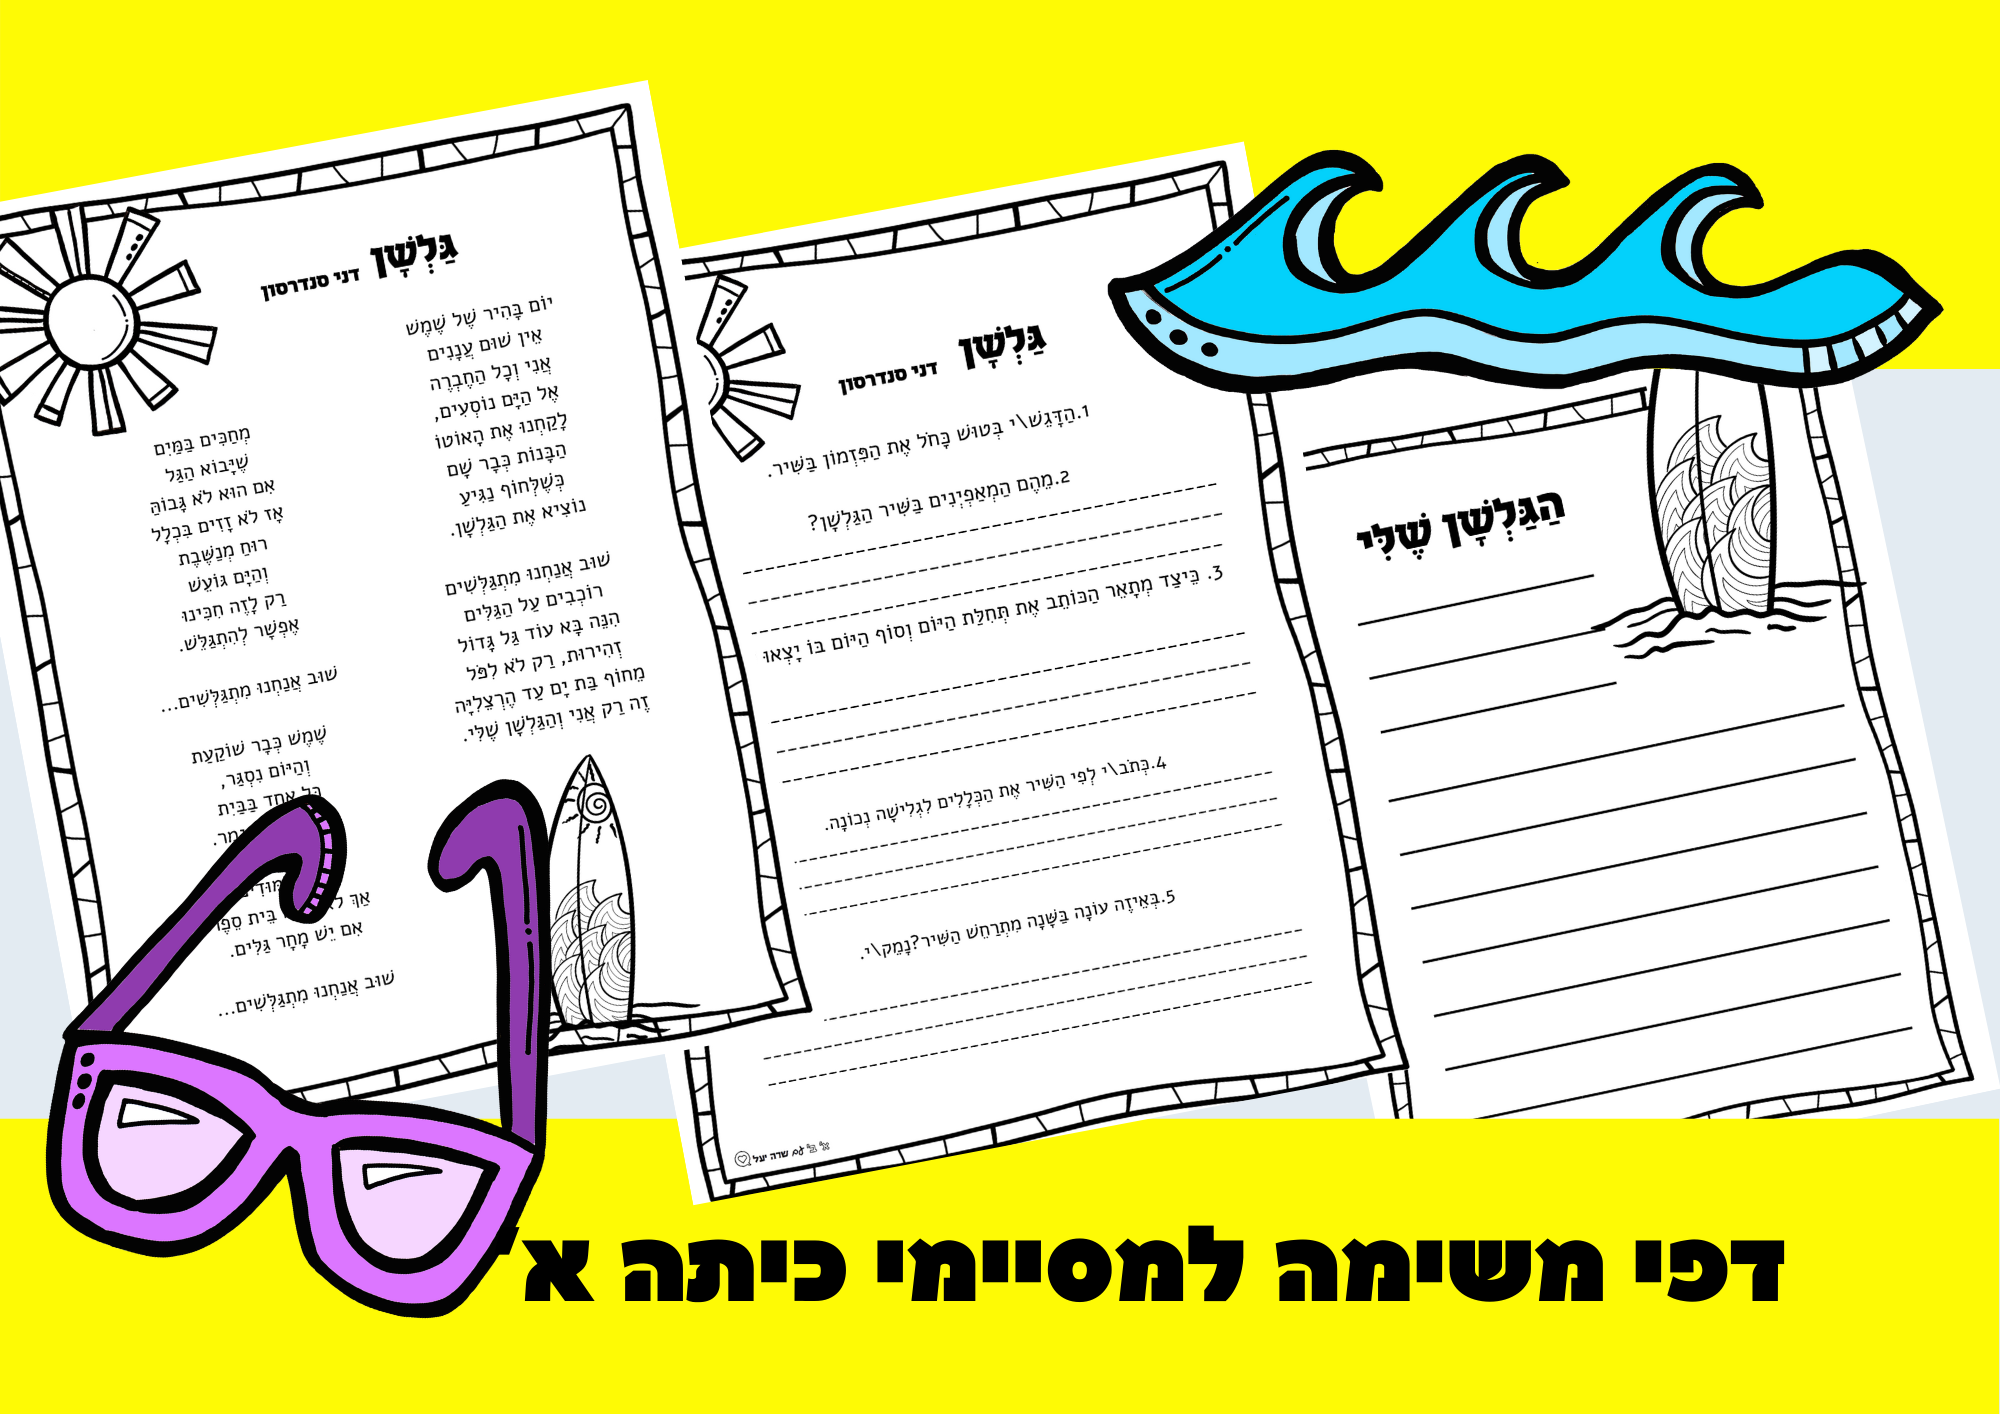 גַּלְשָׁן דני סנדרסון
יוֹם בָּהִיר שֶׁל שֶׁמֶשׁ
אֵין שׁוּם עֲנָנִים
אֲנִי וְכָל הַחֶבְרֶה
אֶל הַיָּם נוֹסְעִים,
לָקַחְנוּ אֶת הָאוֹטוֹ
הַבָּנוֹת כְּבָר שָׁם
כְּשֶׁלַּחוֹף נַגִּיעַ
נוֹצִיא אֶת הַגַּלְשָׁן.
שׁוּב אֲנַחְנוּ מִתְגַּלְּשִׁים
רוֹכְבִים עַל הַגַּלִּים
הִנֵּה בָּא עוֹד גַּל גָּדוֹל
זְהִירוּת, רַק לֹא לִפֹּל
מֵחוֹף בַּת יָם עַד הֶרְצֵלִיָּה
זֶה רַק אֲנִי וְהַגַּלְשָׁן שֶׁלִּי.
מְחַכִּים בַּמַּיִם
שֶׁיָּבוֹא הַגַּל
אִם הוּא לֹא גָּבוֹהַּ
אָז לֹא זָזִים בִּכְלָל
רוּחַ מְנַשֶּׁבֶת
וְהַיָּם גּוֹעֵשׁ
רַק לָזֶה חִכִּינוּ
אֶפְשָׁר לְהִתְגַּלֵּשׁ.
שׁוּב אֲנַחְנוּ מִתְגַּלְּשִׁים...
שֶׁמֶשׁ כְּבָר שׁוֹקַעַת
וְהַיּוֹם נִסְגַּר,
כָּל אֶחָד בַּבַּיִת
אַךְ בֵּית סֵפֶר
אִם יֵשׁ מָחָר גַּלִּים.
שׁוּב אֲנַחְנוּ מִתְגַּלְּשִׁים...
גַּלְשָׁן דני סנדרסון
1.הַדְגֵּשׁ\י בְּטוּשׁ כָּחֹל אֶת הַפִּזְמוֹן בַּשִּׁיר.
2.מֵהֶם הַמְאַפְיְנִים בַּשִּׁיר הַגַּלְשָׁן?
3. כֵּיצַד מְתָאֵר הַכּוֹתֵב אֶת תְּחִלַּת הַיּוֹם וְסוֹף הַיּוֹם בּוֹ יָצְאוּ
4.כְּתֹב\י לְפִי הַשִּׁיר אֶת הַכְּלָלִים לִגְלִישָׁה נְכוֹנָה.
5.בְּאֵיזֶה עוֹנָה בַּשָּׁנָה מִתְרַחֵשׁ הַשִּׁיר?נַמֵּק\י.
שרה יעל
הַגַּלְשָׁן שֶׁלִּי
דפי משימה למסיימי כיתה א'